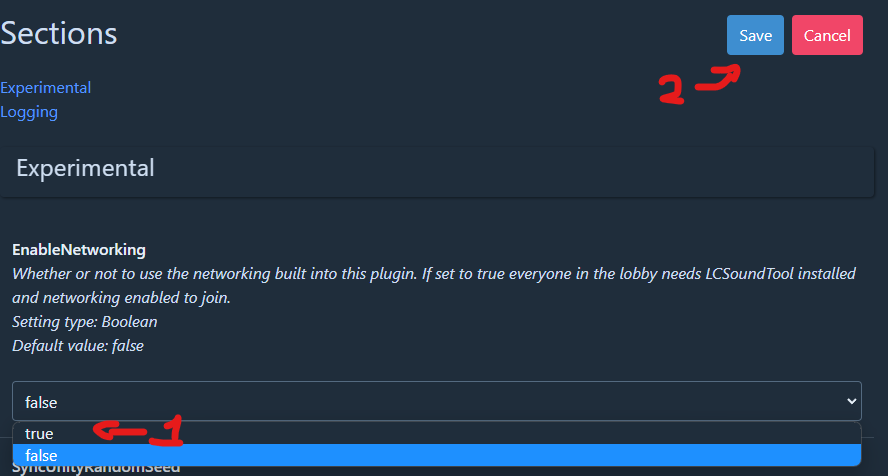 Sections
Save
Cancel
2
Experimental
Logging
Experimental
EnableNetworking
Whether or not to use the networking built into this plugin. If set to true everyone in the lobby needs LCSoundTool installed
and networking enabled to join.
Setting type: Boolean
Default value: false
false
true
1
false
SyncUnityRandomSeed